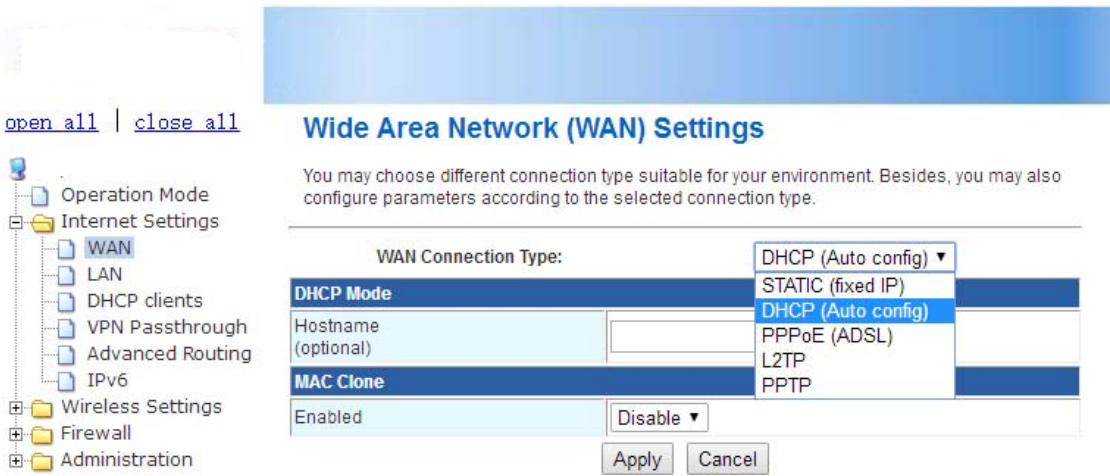 open all | close all
Operation Mode
Internet Settings
WAN
LAN
DHCP clients
VPN Passthrough
Advanced Routing
IPv6
Wireless Settings
Firewall
Administration
Wide Area Network (WAN) Settings
You may choose different connection type suitable for your environment. Besides, you may also
configure parameters according to the selected connection type.
WAN Connection Type:
DHCP (Auto config)
STATIC (fixed IP)
DHCP (Auto config)
PPPoE (ADSL)
L2TP
PPTP
DHCP Mode
Hostname
(optional)
MAC Clone
Enabled
Disable
Apply Cancel